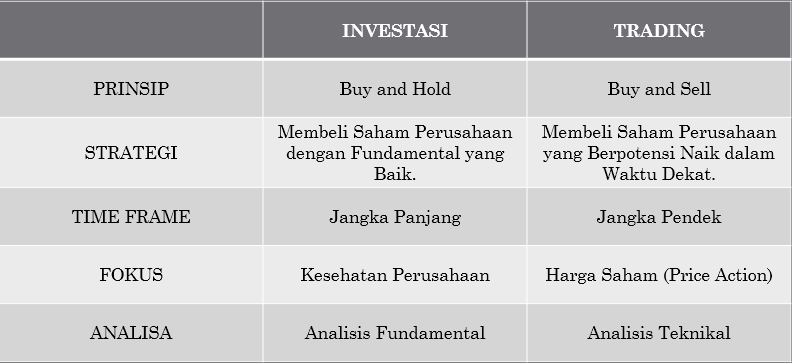 INVESTASI TRADING
PRINSIP Buy and Hold Buy and Sell
STRATEGI
Membeli Saham Perusahaan
dengan Fundamental yang
Baik.
Membeli Saham Perusahaan
yang Berpotensi Naik dalam
Waktu Dekat.
TIME FRAME Jangka Panjang Jangka Pendek
FOKUS Kesehatan Perusahaan Harga Saham (Price Action)
ANALISA Analisis Fundamental Analisis Teknikal